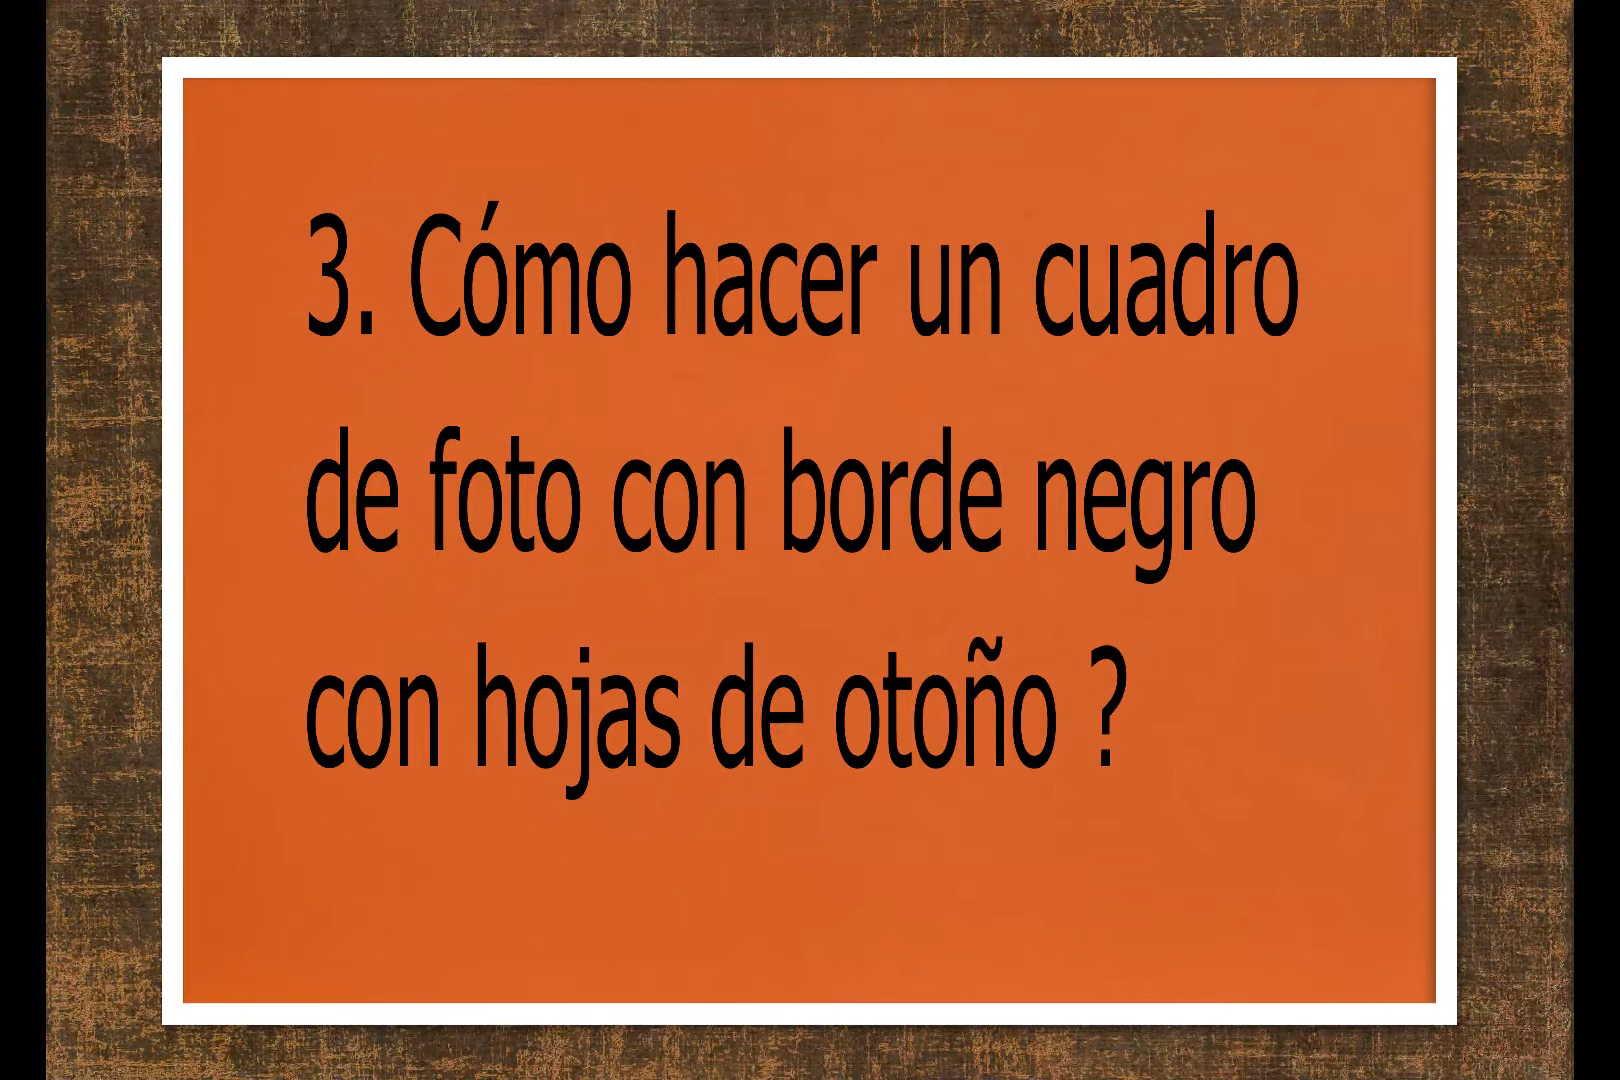 3. Cómo hacer un cuadro
de foto con borde negro
con hojas de otoño ?